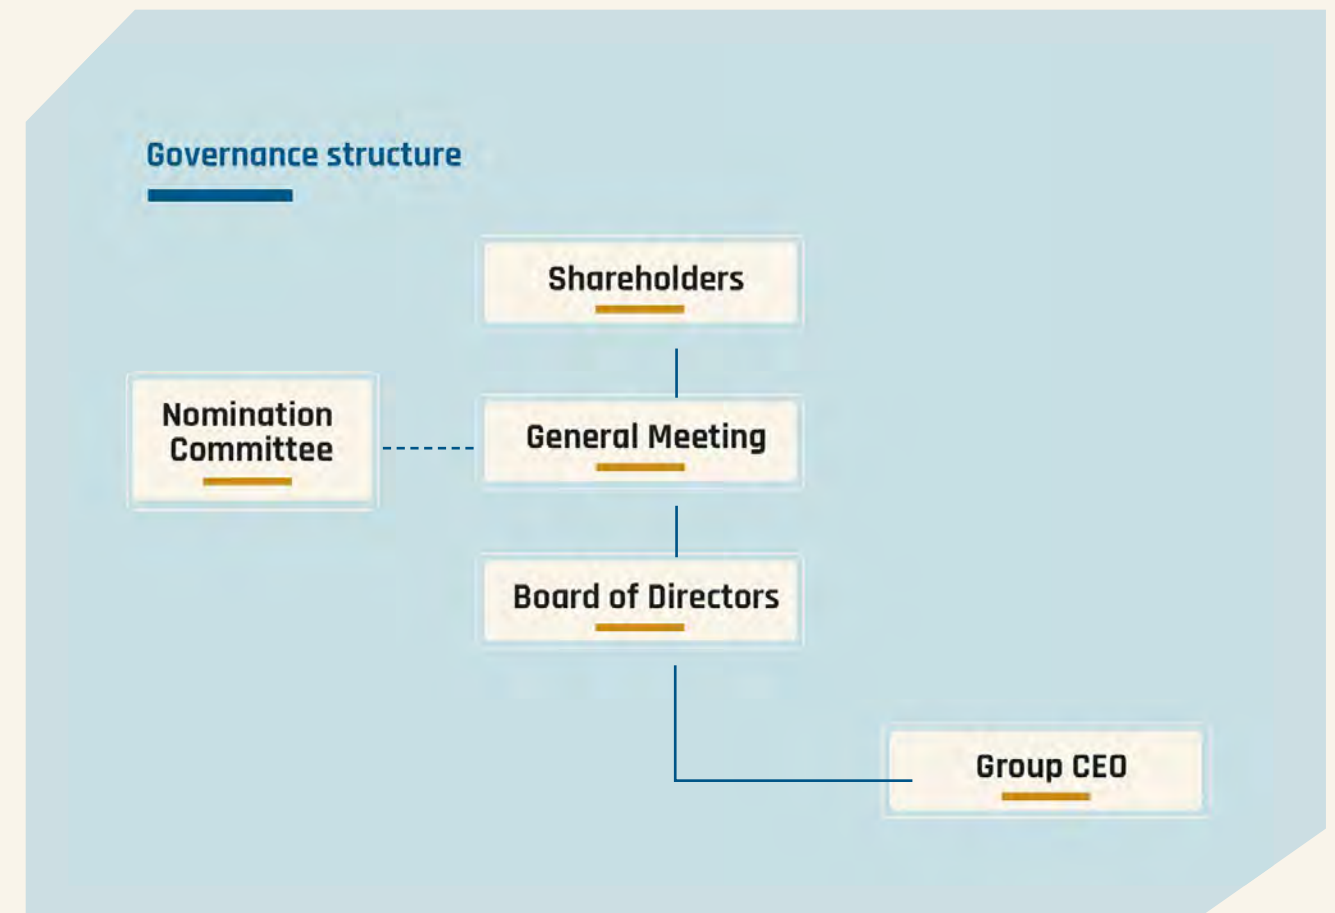 Governance structure
Shareholders
Nomination
Committee
General Meeting
Board of Directors
Group CEO